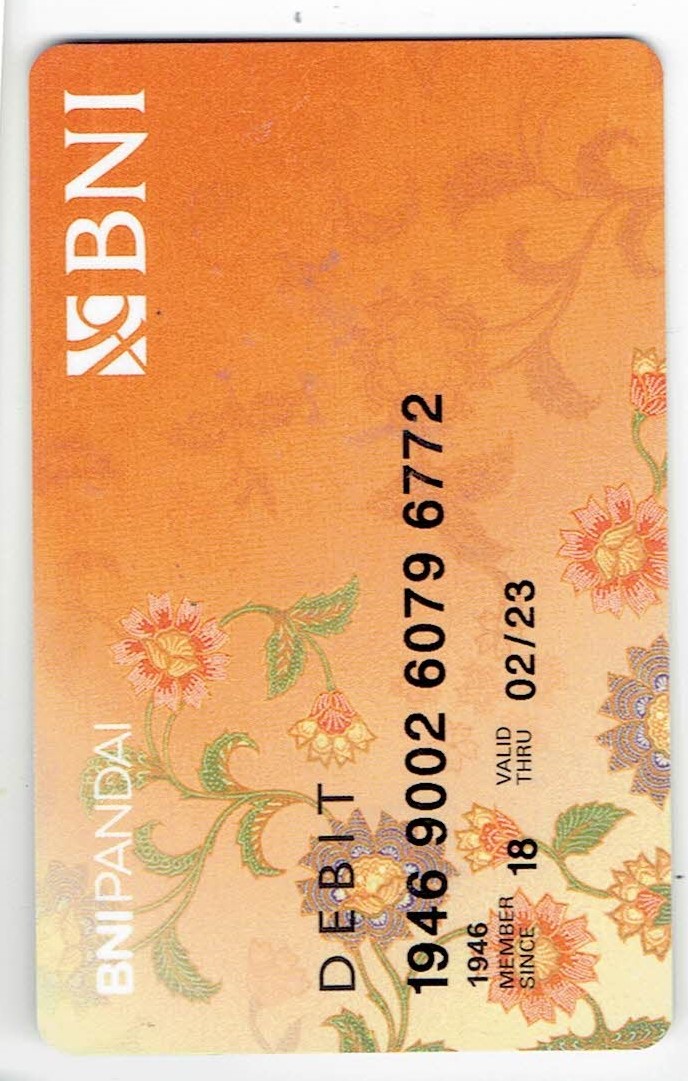 BNI PANDAI
BNI
DEBIT
1946 9002 6079 6772
1946
MEMBER SINCE 18 VALID THRU 02/23